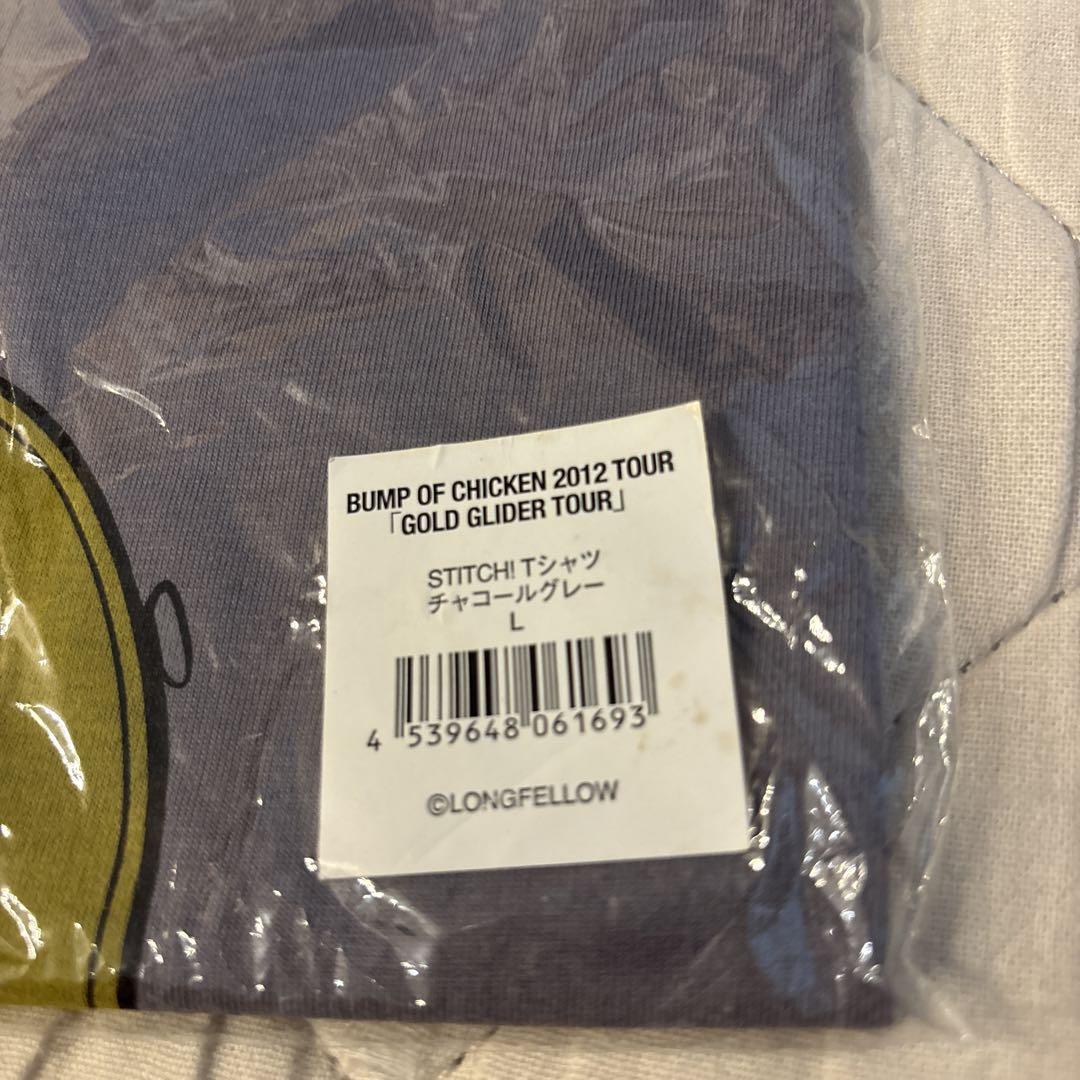 BUMP OF CHICKEN 2012 TOUR
「GOLD GLIDER TOUR」
STITCH! Tシャツ
チャコールグレー
L
4 539648 061693
©LONGFELLOW